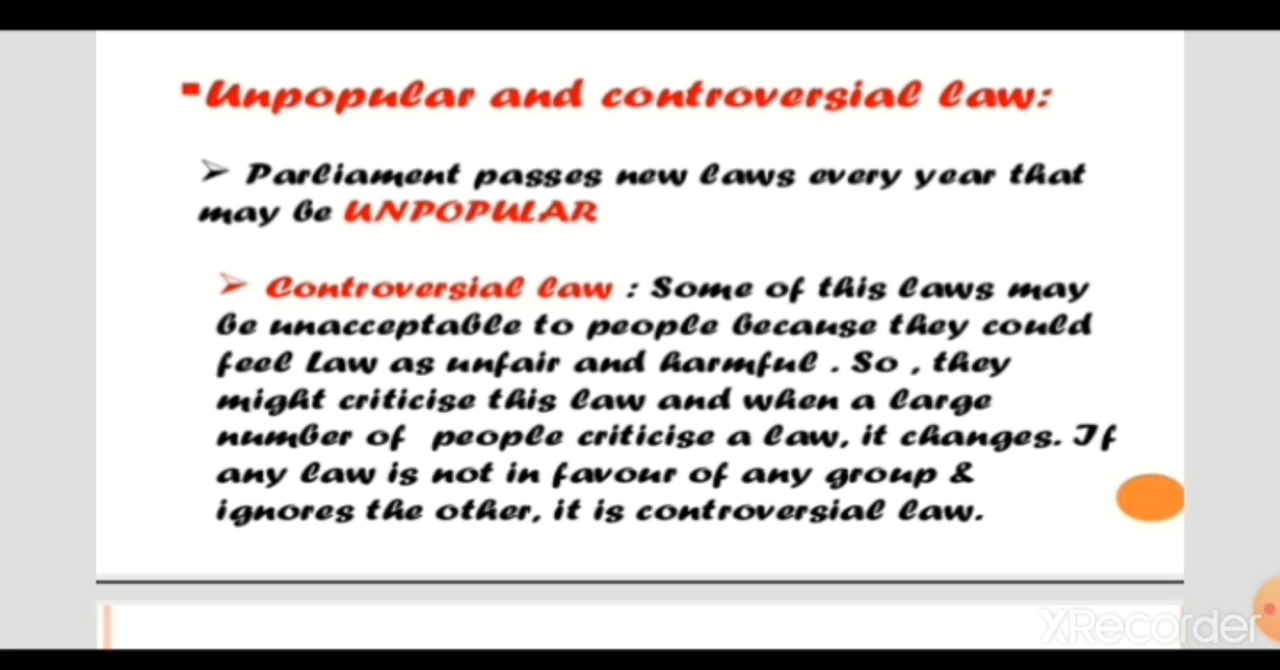 Unpopular and controversial law:
Parliament passes new laws every year that
may be UNPOPULAR
Controversial law : Some of this laws may
be unacceptable to people because they could
feel Law as unfair and harmful . So , they
might criticise this law and when a large
number of people criticise a law, it changes. If
any law is not in favour of any group &
ignores the other, it is controversial law.
XRecorder